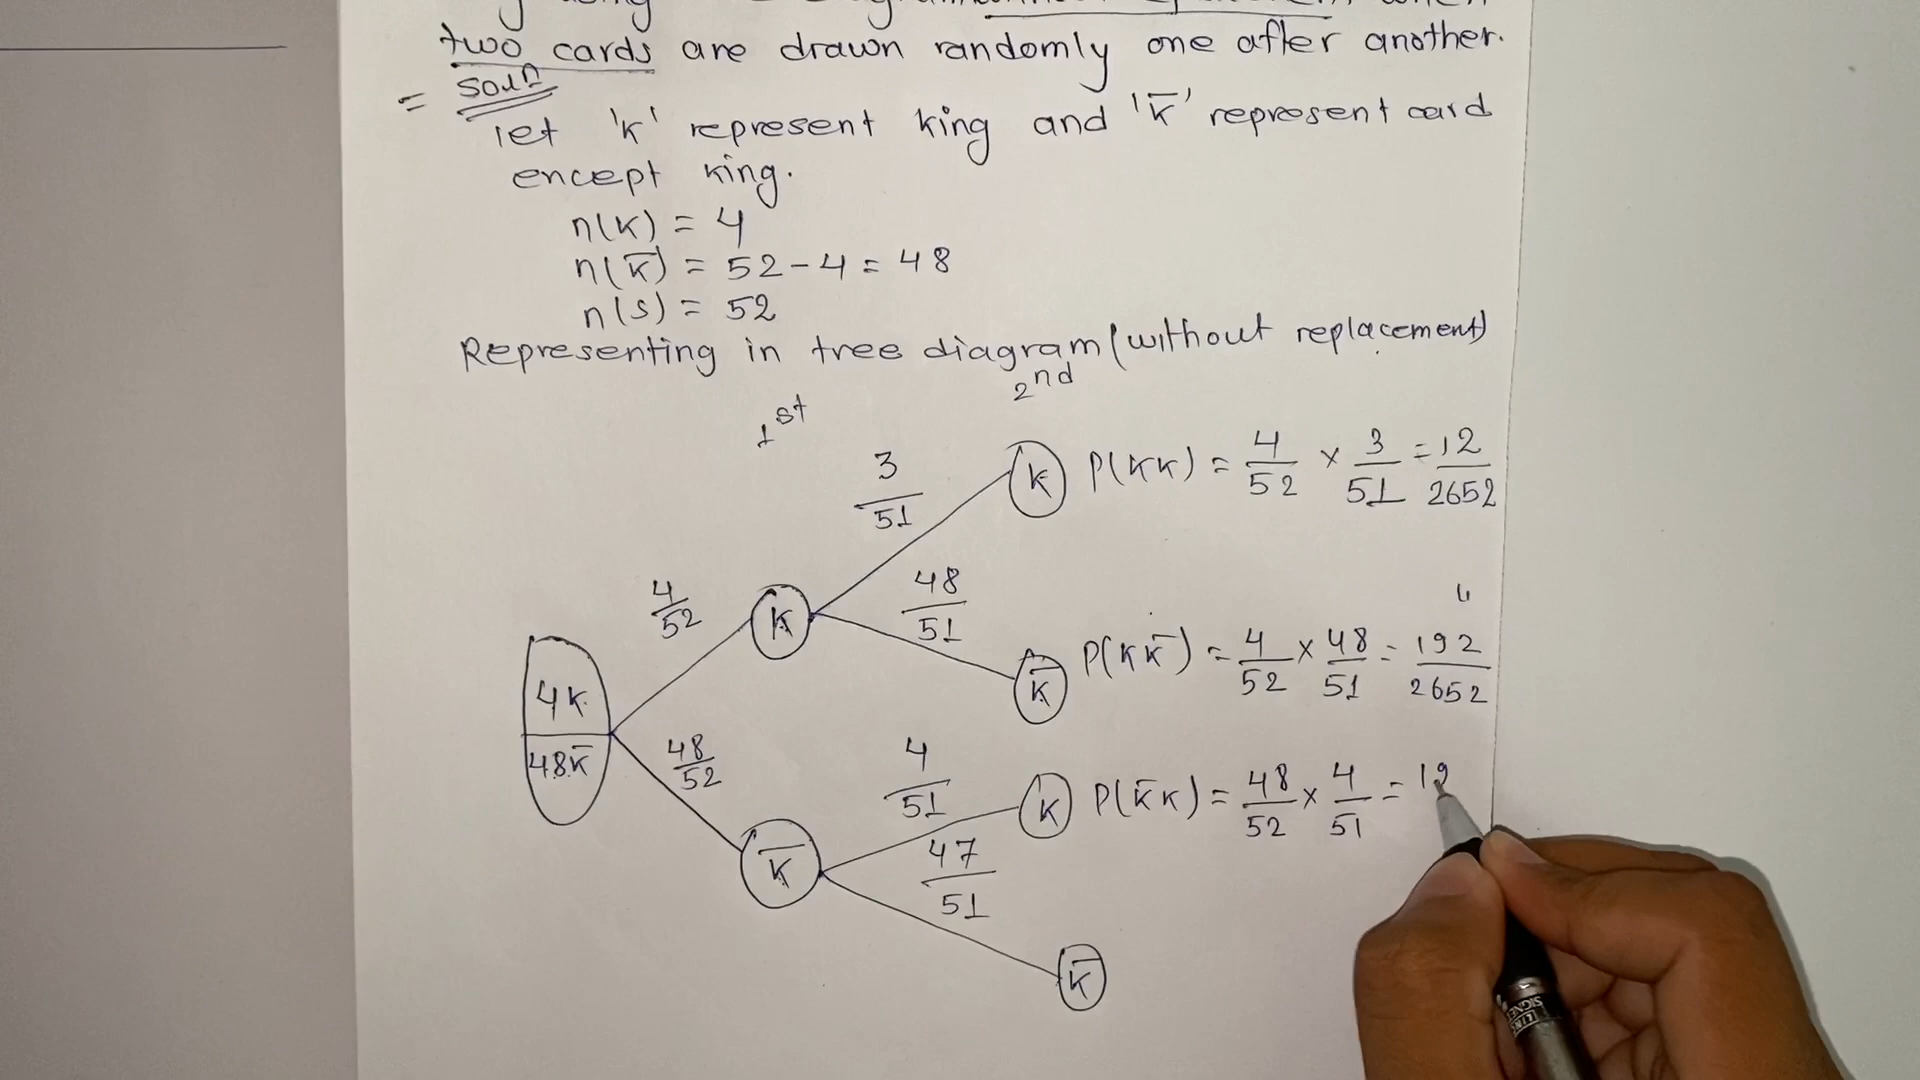 two cards are drawn randomly one after another.
= Solⁿ
let 'K' represent king and 'K̅' represent card
encept king.
n(K) = 4
n(K̅) = 52 - 4 = 48
n(S) = 52
Representing in tree diagram (without replacement)
1st 2nd
3/51 K P(KK) = 4/52 × 3/51 = 12/2652
4/52 K 48/51
K̅ P(KK̅) = 4/52 × 48/51 = 192/2652
4K
48K̅
48/52 4/51 K P(K̅K) = 48/52 × 4/51 = 19
K̅ 47/51
K̅
SIGNET